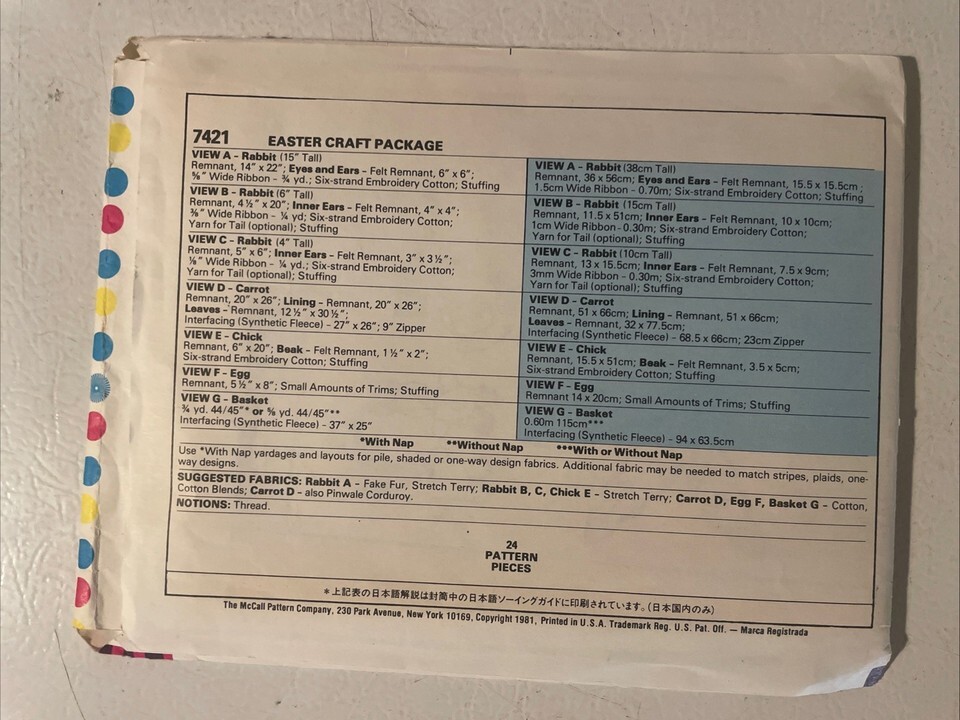 7421 EASTER CRAFT PACKAGE
VIEW A - Rabbit (15" Tall)
Remnant, 14" x 22"; Eyes and Ears - Felt Remnant, 6" x 6";
⅝" Wide Ribbon - ¾ yd.; Six-strand Embroidery Cotton; Stuffing
VIEW B - Rabbit (6" Tall)
Remnant, 4 ½" x 20"; Inner Ears - Felt Remnant, 4" x 4";
⅜" Wide Ribbon - ¼ yd; Six-strand Embroidery Cotton;
Yarn for Tail (optional); Stuffing
VIEW C - Rabbit (4" Tall)
Remnant, 5" x 6"; Inner Ears - Felt Remnant, 3" x 3 ½";
⅛" Wide Ribbon - ¼ yd.; Six-strand Embroidery Cotton;
Yarn for Tail (optional); Stuffing
VIEW D - Carrot
Remnant, 20" x 26"; Lining - Remnant, 20" x 26";
Leaves - Remnant, 12 ½" x 30 ½";
Interfacing (Synthetic Fleece) - 27" x 26"; 9" Zipper
VIEW E - Chick
Remnant, 6" x 20"; Beak - Felt Remnant, 1 ½" x 2";
Six-strand Embroidery Cotton; Stuffing
VIEW F - Egg
Remnant, 5 ½" x 8"; Small Amounts of Trims; Stuffing
VIEW G - Basket
¾ yd. 44/45"* or ⅝ yd. 44/45"**
Interfacing (Synthetic Fleece) - 37" x 25"
VIEW A - Rabbit (38cm Tall)
Remnant, 36 x 56cm; Eyes and Ears - Felt Remnant, 15.5 x 15.5cm;
1.5cm Wide Ribbon - 0.70m; Six-strand Embroidery Cotton; Stuffing
VIEW B - Rabbit (15cm Tall)
Remnant, 11.5 x 51cm; Inner Ears - Felt Remnant, 10 x 10cm;
1cm Wide Ribbon - 0.30m; Six-strand Embroidery Cotton;
Yarn for Tail (optional); Stuffing
VIEW C - Rabbit (10cm Tall)
Remnant, 13 x 15.5cm; Inner Ears - Felt Remnant, 7.5 x 9cm;
3mm Wide Ribbon - 0.30m; Six-strand Embroidery Cotton;
Yarn for Tail (optional); Stuffing
VIEW D - Carrot
Remnant, 51 x 66cm; Lining - Remnant, 51 x 66cm;
Leaves - Remnant, 32 x 77.5cm;
Interfacing (Synthetic Fleece) - 68.5 x 66cm; 23cm Zipper
VIEW E - Chick
Remnant, 15.5 x 51cm; Beak - Felt Remnant, 3.5 x 5cm;
Six-strand Embroidery Cotton; Stuffing
VIEW F - Egg
Remnant 14 x 20cm; Small Amounts of Trims; Stuffing
VIEW G - Basket
0.60m 115cm***
Interfacing (Synthetic Fleece) - 94 x 63.5cm
*With Nap **Without Nap ***With or Without Nap
Use *With Nap yardages and layouts for pile, shaded or one-way design fabrics. Additional fabric may be needed to match stripes, plaids, one-
way designs.
SUGGESTED FABRICS: Rabbit A - Fake Fur, Stretch Terry; Rabbit B, C, Chick E - Stretch Terry; Carrot D, Egg F, Basket G - Cotton,
Cotton Blends; Carrot D - also Pinwale Corduroy.
NOTIONS: Thread.
24
PATTERN
PIECES
*上記表の日本語解説は封筒中の日本語ソーイングガイドに印刷されています。(日本国内のみ)
The McCall Pattern Company, 230 Park Avenue, New York 10169, Copyright 1981, Printed in U.S.A. Trademark Reg. U.S. Pat. Off. — Marca Registrada